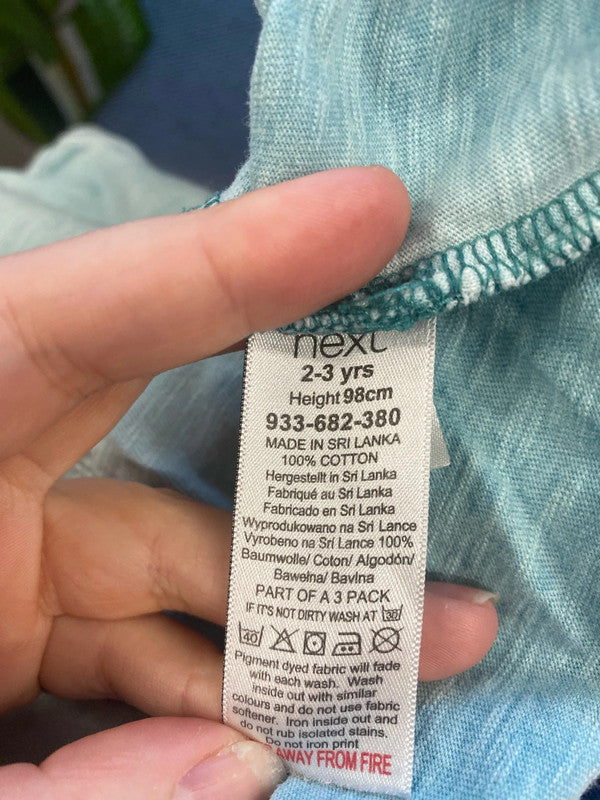 next
2-3 yrs
Height 98cm
933-682-380
MADE IN SRI LANKA
100% COTTON
Hergestellt in Sri Lanka
Fabriqué au Sri Lanka
Fabricado en Sri Lanka
Wyprodukowano na Sri Lance
Vyrobeno na Srí Lance 100%
Baumwolle/ Coton/ Algodón/
Bawełna/ Bavlna
PART OF A 3 PACK
IF IT'S NOT DIRTY WASH AT 30
40
Pigment dyed fabric will fade
with each wash. Wash
inside out with similar
colours and do not use fabric
softener. Iron inside out and
do not rub isolated stains.
Do not iron print
AWAY FROM FIRE